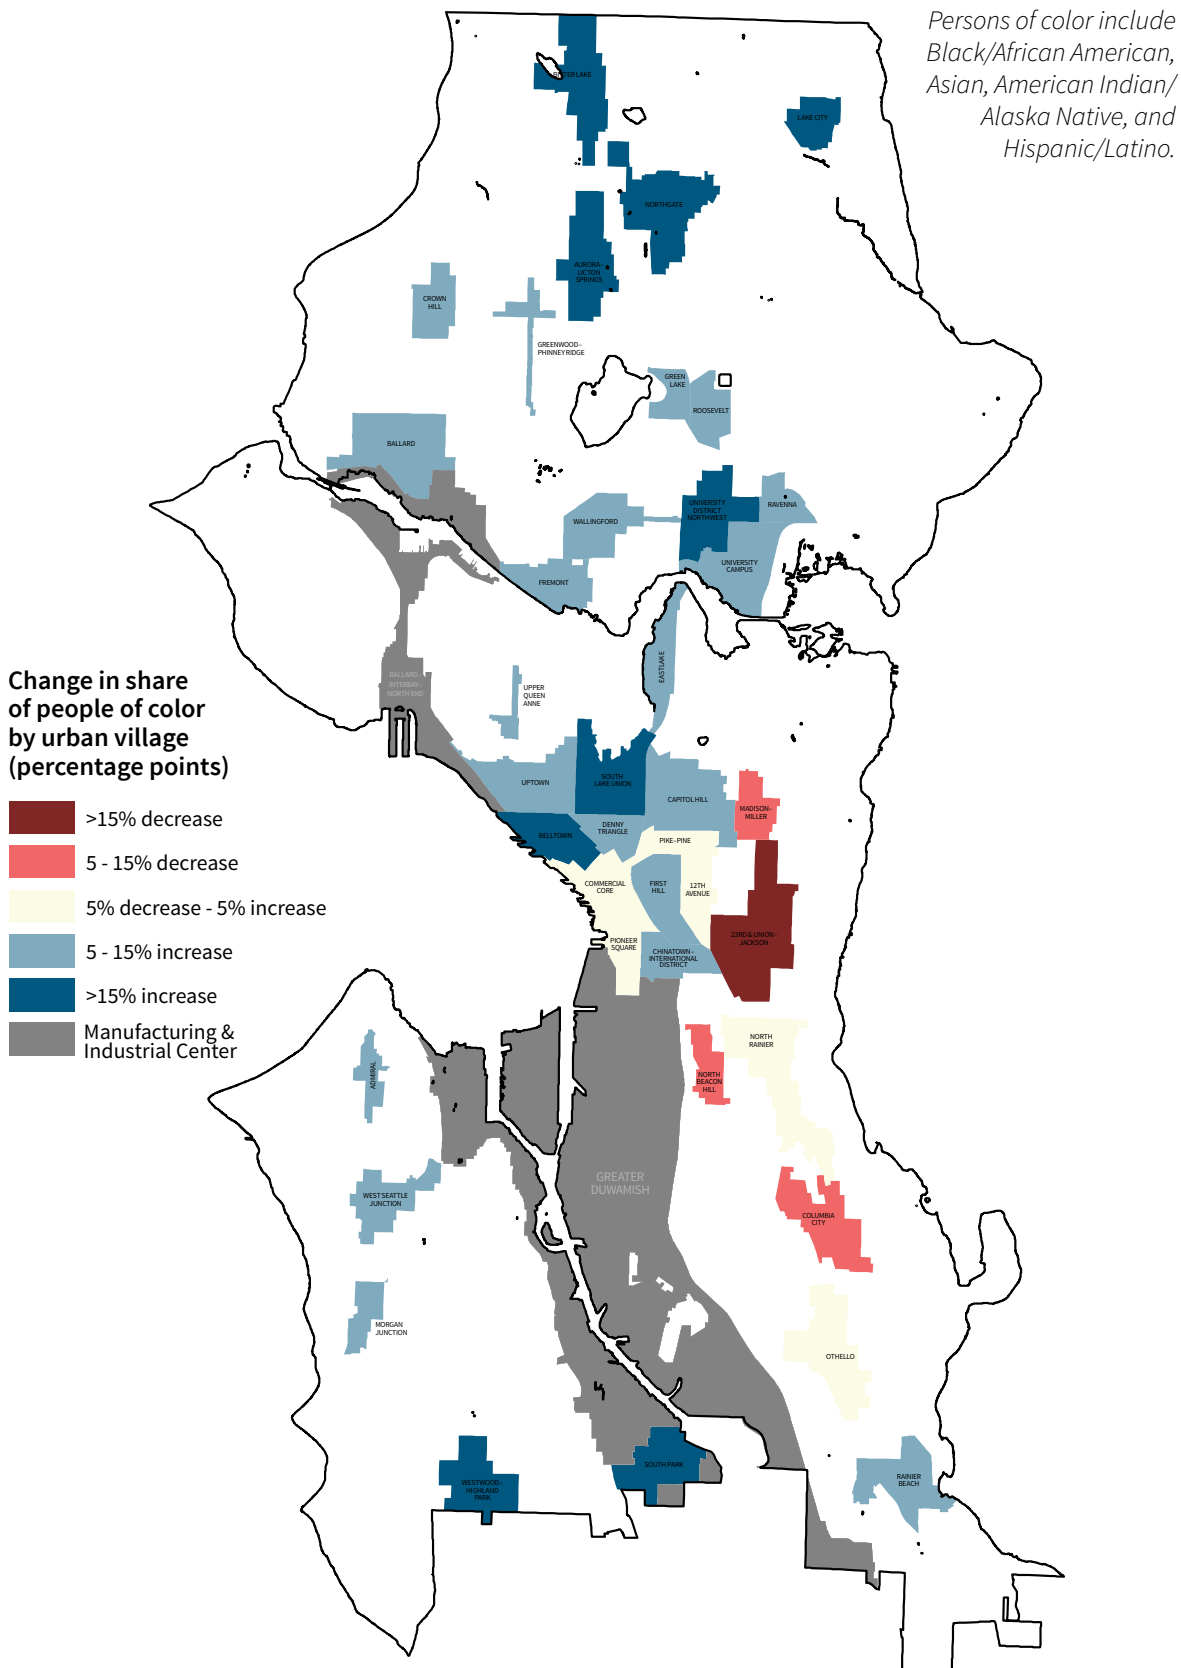 Persons of color include
Black/African American,
Asian, American Indian/
Alaska Native, and
Hispanic/Latino.
BITTER LAKE
LAKE CITY
NORTHGATE
AURORA-
LICTON
SPRINGS
CROWN
HILL
GREENWOOD–
PHINNEY RIDGE
GREEN
LAKE
ROOSEVELT
BALLARD
UNIVERSITY
DISTRICT
NORTHWEST
RAVENNA
WALLINGFORD
UNIVERSITY
CAMPUS
FREMONT
EASTLAKE
BALLARD-
INTERBAY-
NORTH END
UPPER
QUEEN
ANNE
Change in share
of people of color
by urban village
(percentage points)
>15% decrease
5 - 15% decrease
5% decrease - 5% increase
5 - 15% increase
>15% increase
Manufacturing &
Industrial Center
UPTOWN
SOUTH
LAKE UNION
CAPITOL HILL
MADISON–
MILLER
BELLTOWN
DENNY
TRIANGLE
PIKE–PINE
COMMERCIAL
CORE
FIRST
HILL
12TH
AVENUE
PIONEER
SQUARE
23RD & UNION-
JACKSON
CHINATOWN–
INTERNATIONAL
DISTRICT
NORTH
RAINIER
ADMIRAL
NORTH
BEACON
HILL
GREATER
DUWAMISH
WEST SEATTLE
JUNCTION
COLUMBIA
CITY
MORGAN
JUNCTION
OTHELLO
SOUTH PARK
WESTWOOD-
HIGHLAND
PARK
RAINIER
BEACH